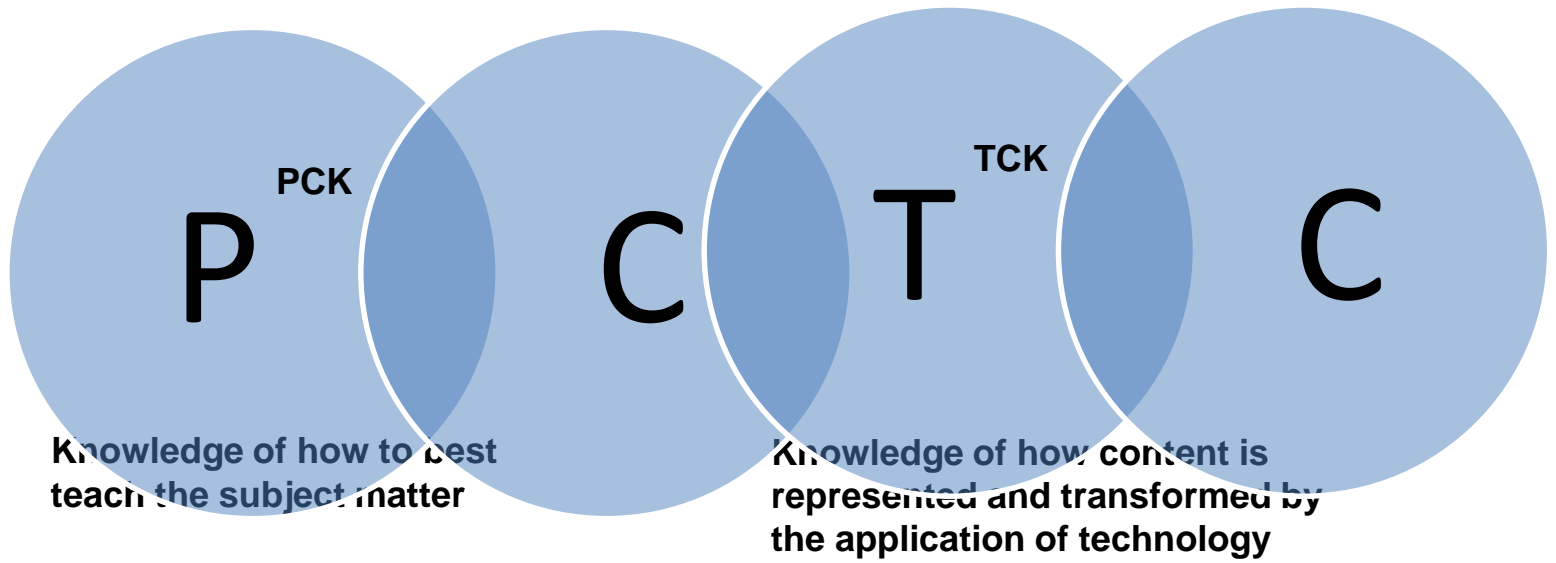 PCK
P
C
Knowledge of how to best
teach the subject matter
TCK
T
C
Knowledge of how content is
represented and transformed by
the application of technology